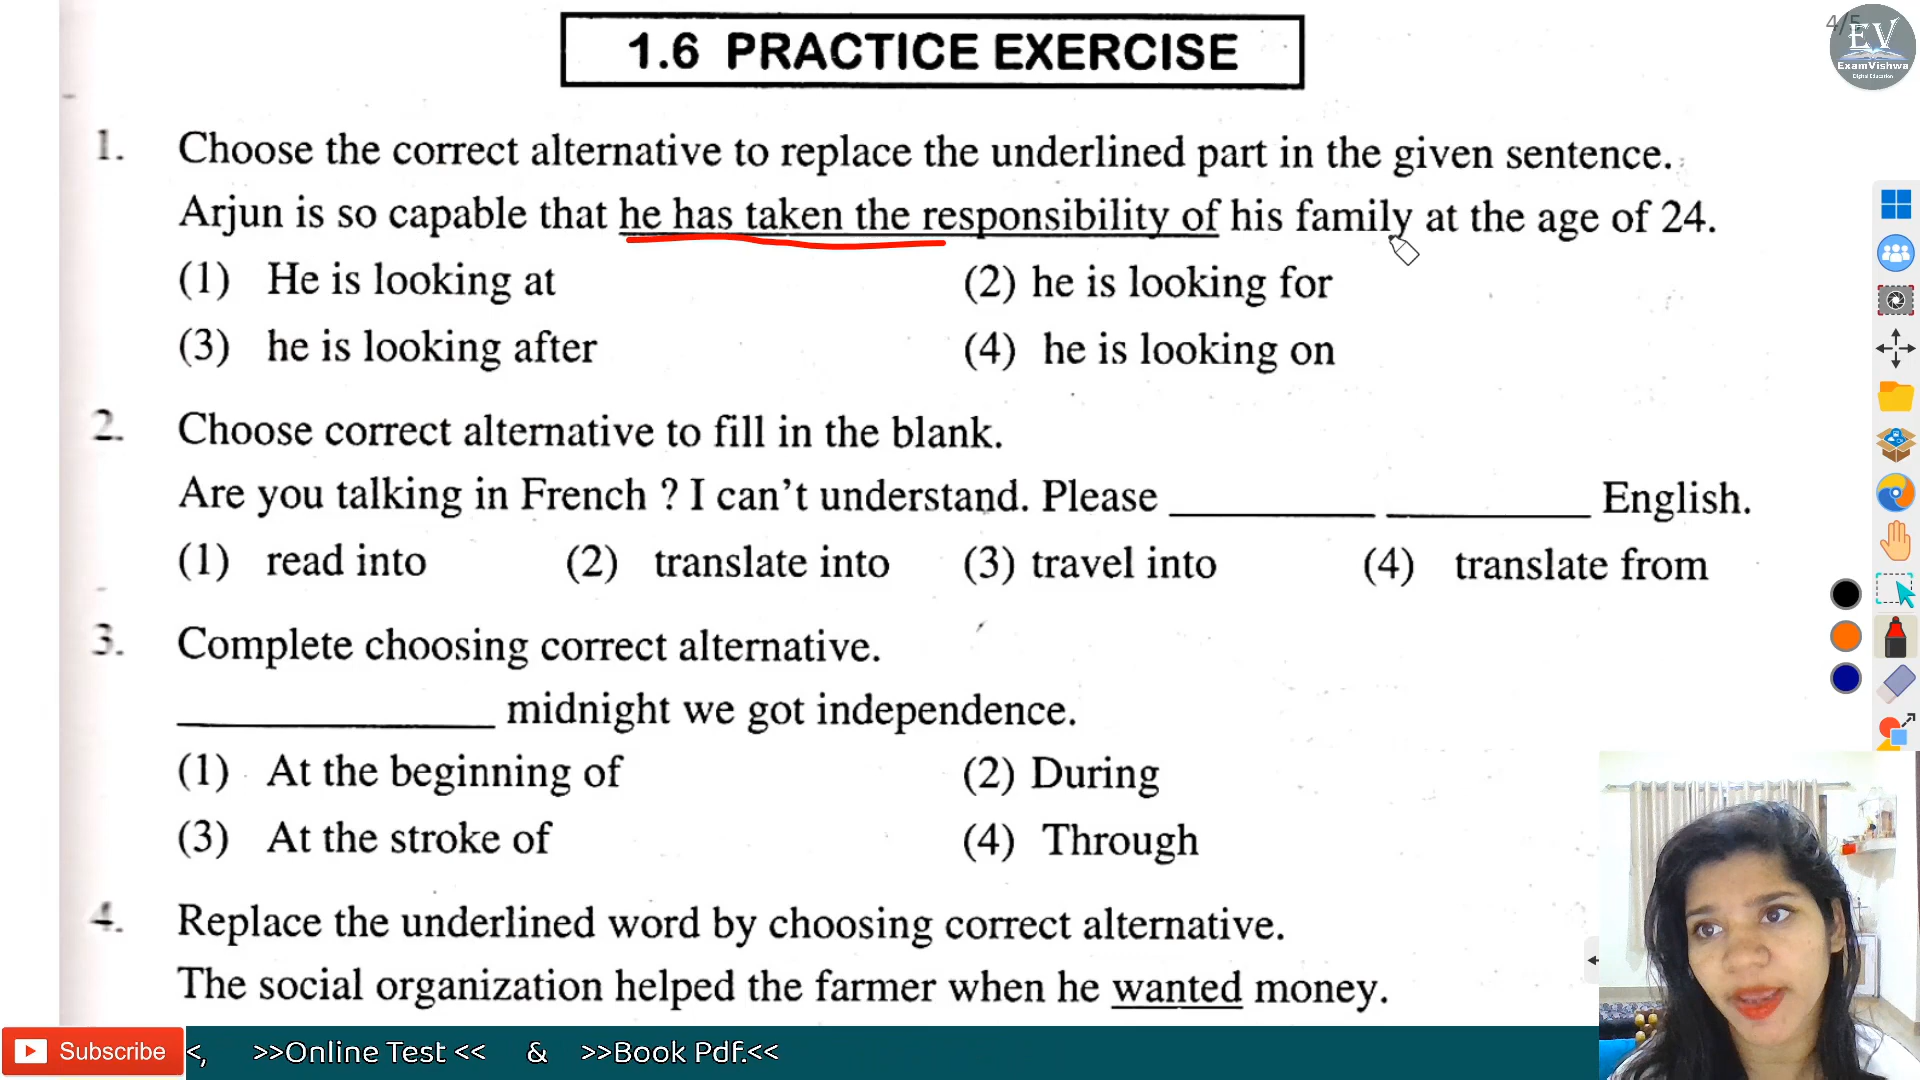 4/5
EV
ExamVishwa
Digital Education
1.6 PRACTICE EXERCISE
1. Choose the correct alternative to replace the underlined part in the given sentence.
Arjun is so capable that he has taken the responsibility of his family at the age of 24.
(1) He is looking at (2) he is looking for
(3) he is looking after (4) he is looking on
2. Choose correct alternative to fill in the blank.
Are you talking in French ? I can't understand. Please __________ __________ English.
(1) read into (2) translate into (3) travel into (4) translate from
3. Complete choosing correct alternative.
_______________ midnight we got independence.
(1) At the beginning of (2) During
(3) At the stroke of (4) Through
4. Replace the underlined word by choosing correct alternative.
The social organization helped the farmer when he wanted money.
Subscribe <, >>Online Test << & >>Book Pdf.<<